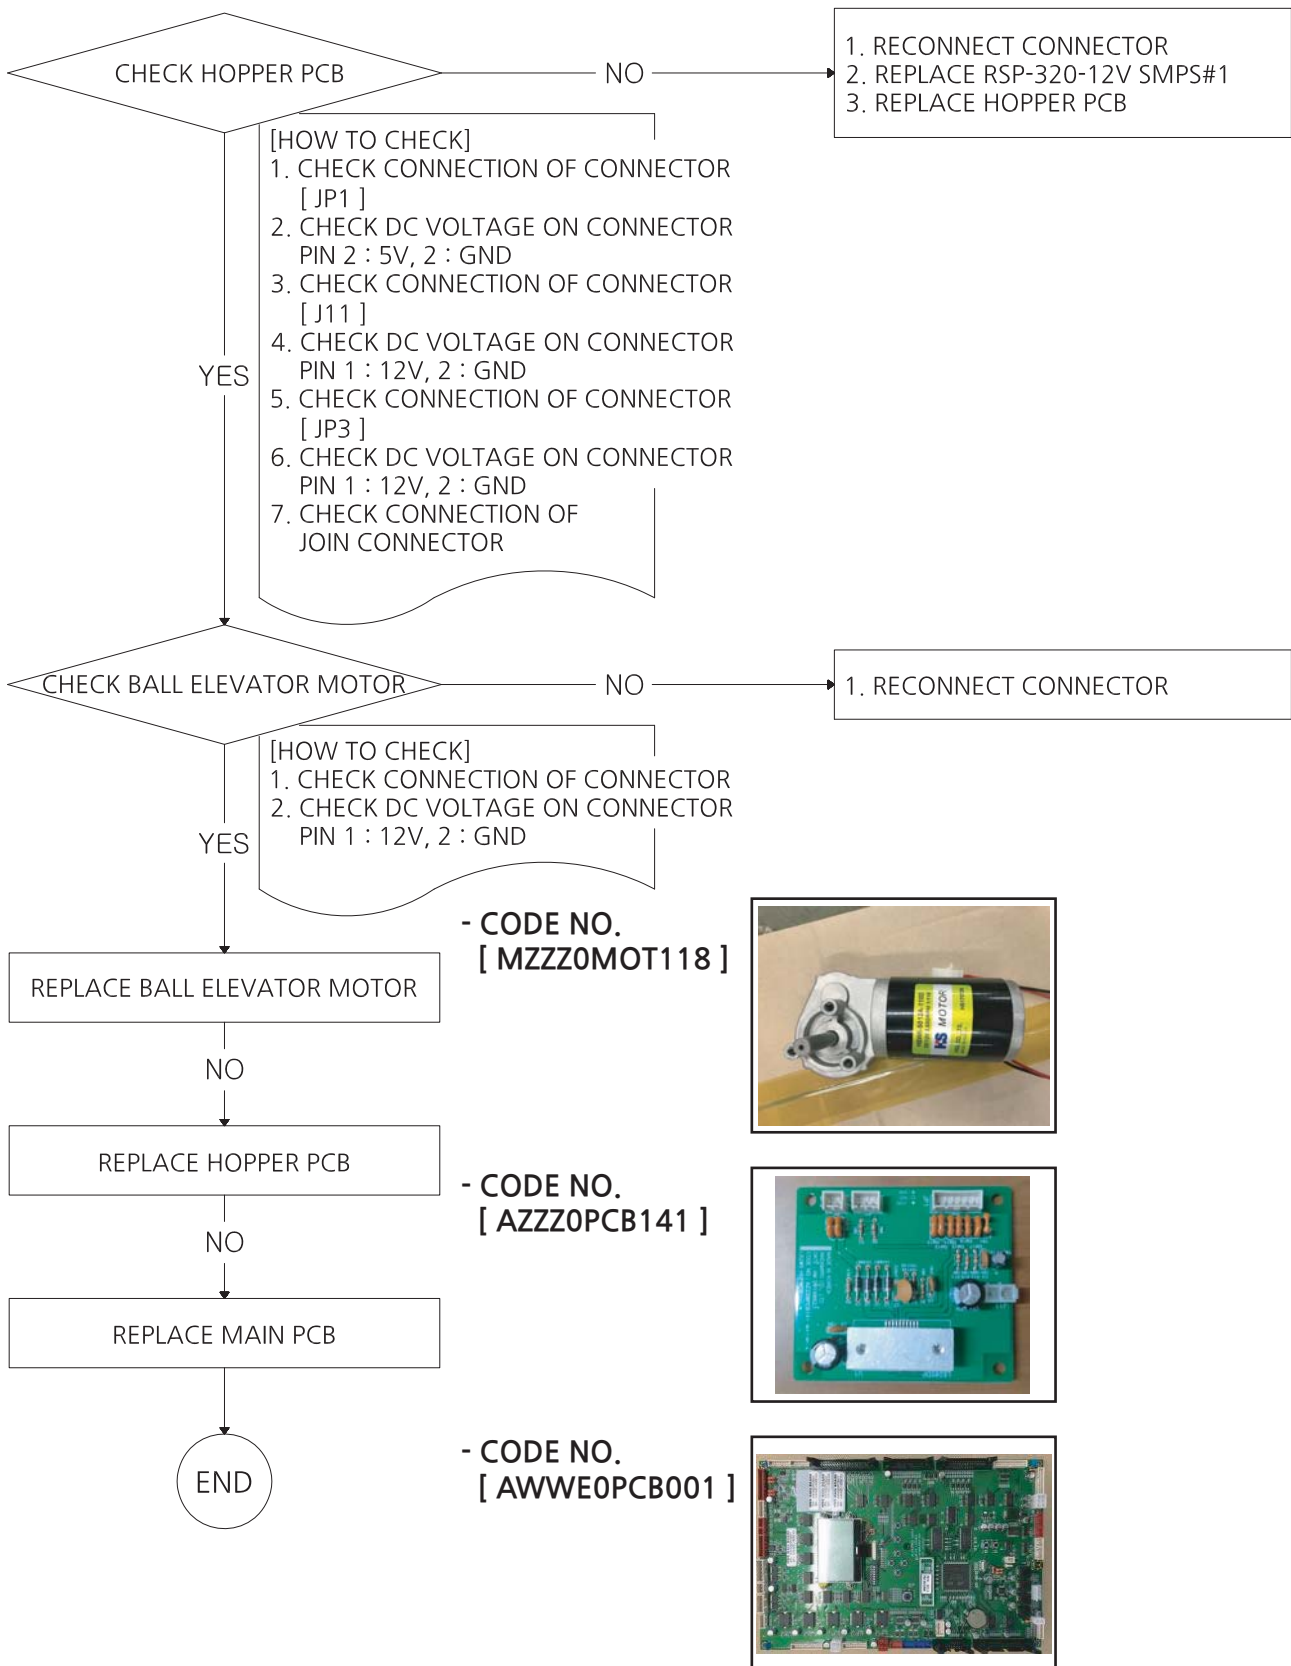 CHECK HOPPER PCB
NO
1. RECONNECT CONNECTOR
2. REPLACE RSP-320-12V SMPS#1
3. REPLACE HOPPER PCB
[HOW TO CHECK]
1. CHECK CONNECTION OF CONNECTOR
[ JP1 ]
2. CHECK DC VOLTAGE ON CONNECTOR
PIN 2 : 5V, 2 : GND
3. CHECK CONNECTION OF CONNECTOR
[ J11 ]
4. CHECK DC VOLTAGE ON CONNECTOR
PIN 1 : 12V, 2 : GND
5. CHECK CONNECTION OF CONNECTOR
[ JP3 ]
6. CHECK DC VOLTAGE ON CONNECTOR
PIN 1 : 12V, 2 : GND
7. CHECK CONNECTION OF
JOIN CONNECTOR
YES
CHECK BALL ELEVATOR MOTOR
NO
1. RECONNECT CONNECTOR
[HOW TO CHECK]
1. CHECK CONNECTION OF CONNECTOR
2. CHECK DC VOLTAGE ON CONNECTOR
PIN 1 : 12V, 2 : GND
YES
REPLACE BALL ELEVATOR MOTOR
- CODE NO.
[ MZZZ0MOT118 ]
MOTOR
NO
REPLACE HOPPER PCB
- CODE NO.
[ AZZZ0PCB141 ]
NO
REPLACE MAIN PCB
END
- CODE NO.
[ AWWE0PCB001 ]